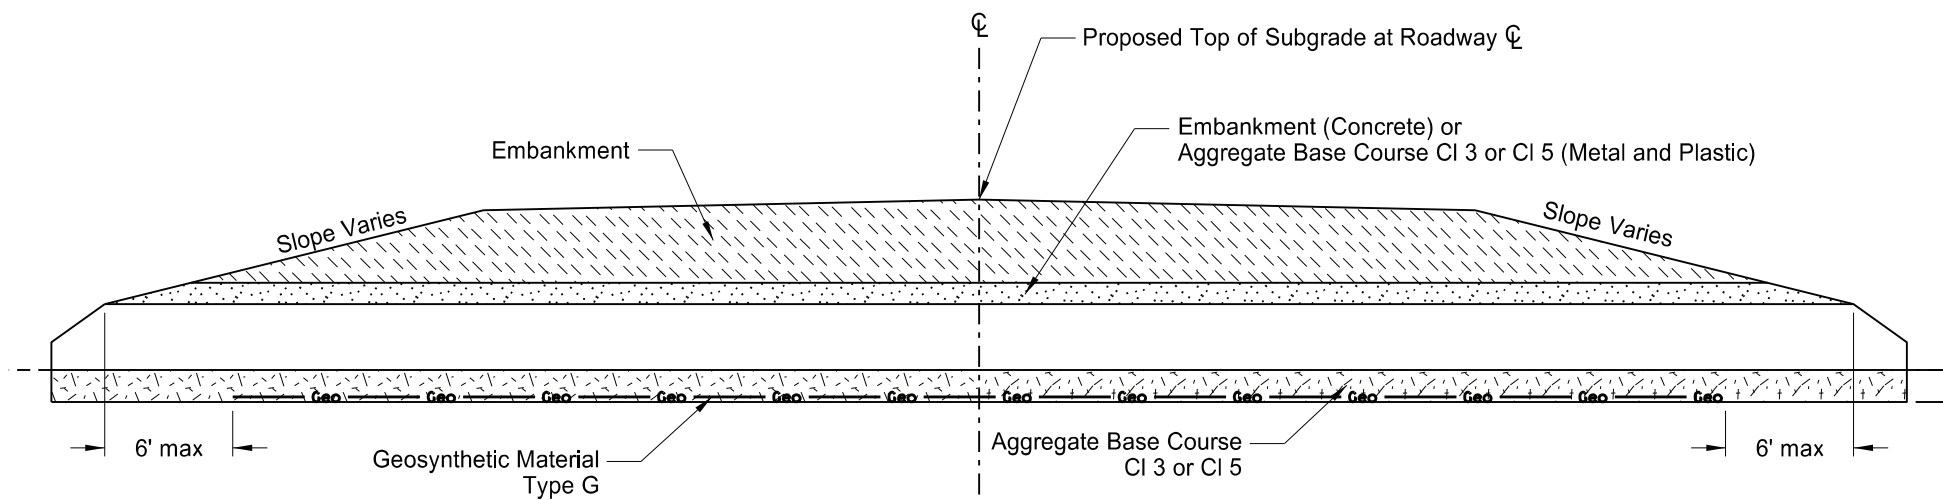 ℄
Proposed Top of Subgrade at Roadway ℄
Embankment (Concrete) or
Aggregate Base Course Cl 3 or Cl 5 (Metal and Plastic)
Embankment
Slope Varies
Slope Varies
Geo Geo Geo Geo Geo Geo Geo Geo Geo Geo Geo Geo Geo
6' max
Geosynthetic Material
Type G
Aggregate Base Course
Cl 3 or Cl 5
6' max